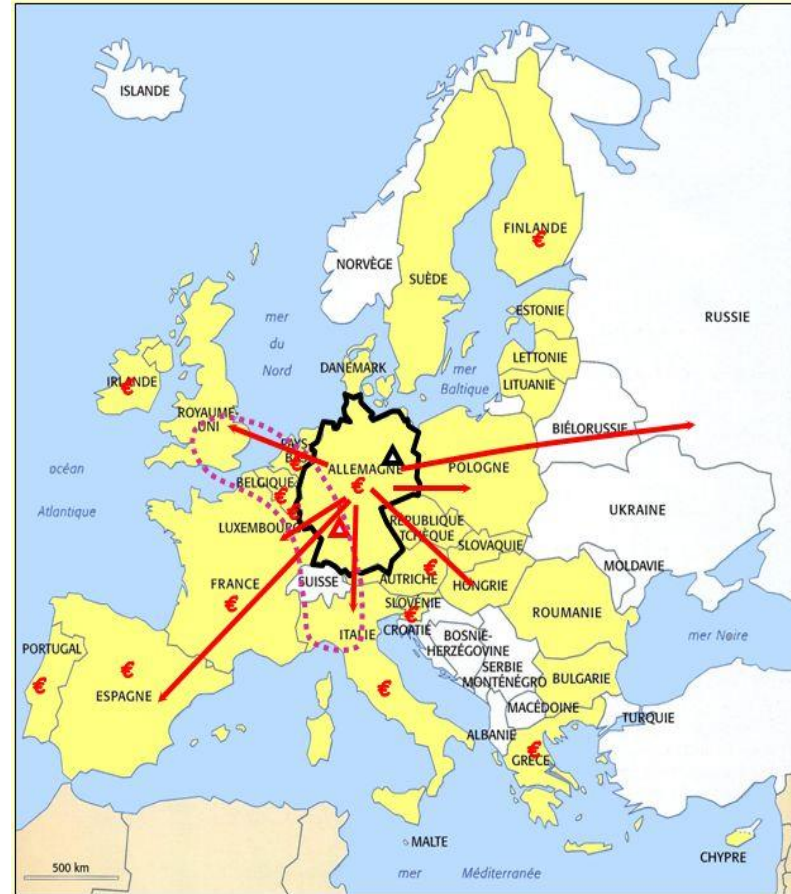 ISLANDE
FINLANDE
€
NORVÈGE
SUÈDE
ESTONIE
RUSSIE
mer
du
Nord
LETTONIE
DANEMARK
mer
Baltique
LITUANIE
IRLANDE
€
ROYAUME-
UNI
BIÉLORUSSIE
PAYS-
BAS
€
ALLEMAGNE
€
POLOGNE
océan
Atlantique
BELGIQUE
€
UKRAINE
LUXEMBOURG
€
RÉPUBLIQUE
TCHÈQUE
SLOVAQUIE
MOLDAVIE
FRANCE
€
SUISSE
AUTRICHE
€
HONGRIE
SLOVÉNIE
€
ROUMANIE
CROATIE
ITALIE
€
BOSNIE-
HERZÉGOVINE
mer Noire
PORTUGAL
€
ESPAGNE
€
SERBIE
MONTÉNÉGRO
BULGARIE
MACÉDOINE
TURQUIE
ALBANIE
GRÈCE
€
MALTE
CHYPRE
500 km
mer
Méditerranée